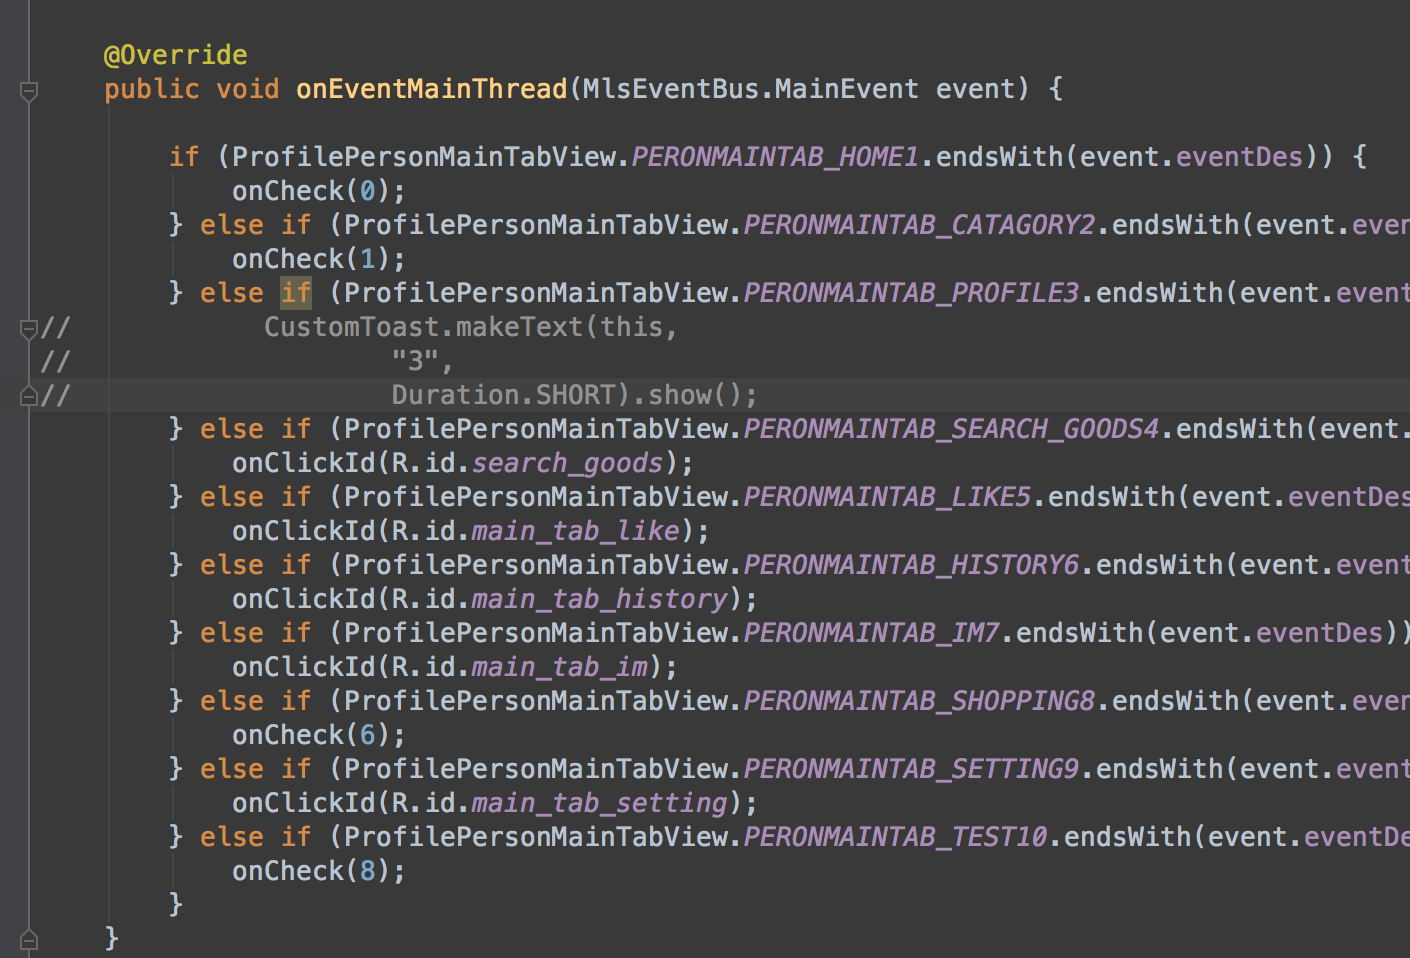 @Override
public void onEventMainThread(MlsEventBus.MainEvent event) {
if (ProfilePersonMainTabView.PERONMAINTAB_HOME1.endsWith(event.eventDes)) {
onCheck(0);
} else if (ProfilePersonMainTabView.PERONMAINTAB_CATAGORY2.endsWith(event.ever
onCheck(1);
} else if (ProfilePersonMainTabView.PERONMAINTAB_PROFILE3.endsWith(event.event
// CustomToast.makeText(this,
// "3",
// Duration.SHORT).show();
} else if (ProfilePersonMainTabView.PERONMAINTAB_SEARCH_GOODS4.endsWith(event.
onClickId(R.id.search_goods);
} else if (ProfilePersonMainTabView.PERONMAINTAB_LIKE5.endsWith(event.eventDes
onClickId(R.id.main_tab_like);
} else if (ProfilePersonMainTabView.PERONMAINTAB_HISTORY6.endsWith(event.event
onClickId(R.id.main_tab_history);
} else if (ProfilePersonMainTabView.PERONMAINTAB_IM7.endsWith(event.eventDes))
onClickId(R.id.main_tab_im);
} else if (ProfilePersonMainTabView.PERONMAINTAB_SHOPPING8.endsWith(event.ever
onCheck(6);
} else if (ProfilePersonMainTabView.PERONMAINTAB_SETTING9.endsWith(event.event
onClickId(R.id.main_tab_setting);
} else if (ProfilePersonMainTabView.PERONMAINTAB_TEST10.endsWith(event.eventDe
onCheck(8);
}
}